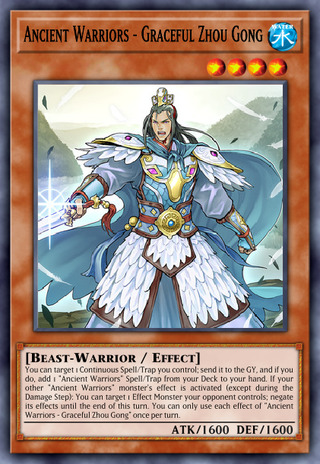 Ancient Warriors - Graceful Zhou Gong
WATER
水
[Beast-Warrior / Effect]
You can target 1 Continuous Spell/Trap you control; send it to the GY, and if you
do, add 1 "Ancient Warriors" Spell/Trap from your Deck to your hand. If your
other "Ancient Warriors" monster's effect is activated (except during the
Damage Step): You can target 1 Effect Monster your opponent controls; negate
its effects until the end of this turn. You can only use each effect of "Ancient
Warriors - Graceful Zhou Gong" once per turn.
ATK/1600 DEF/1600